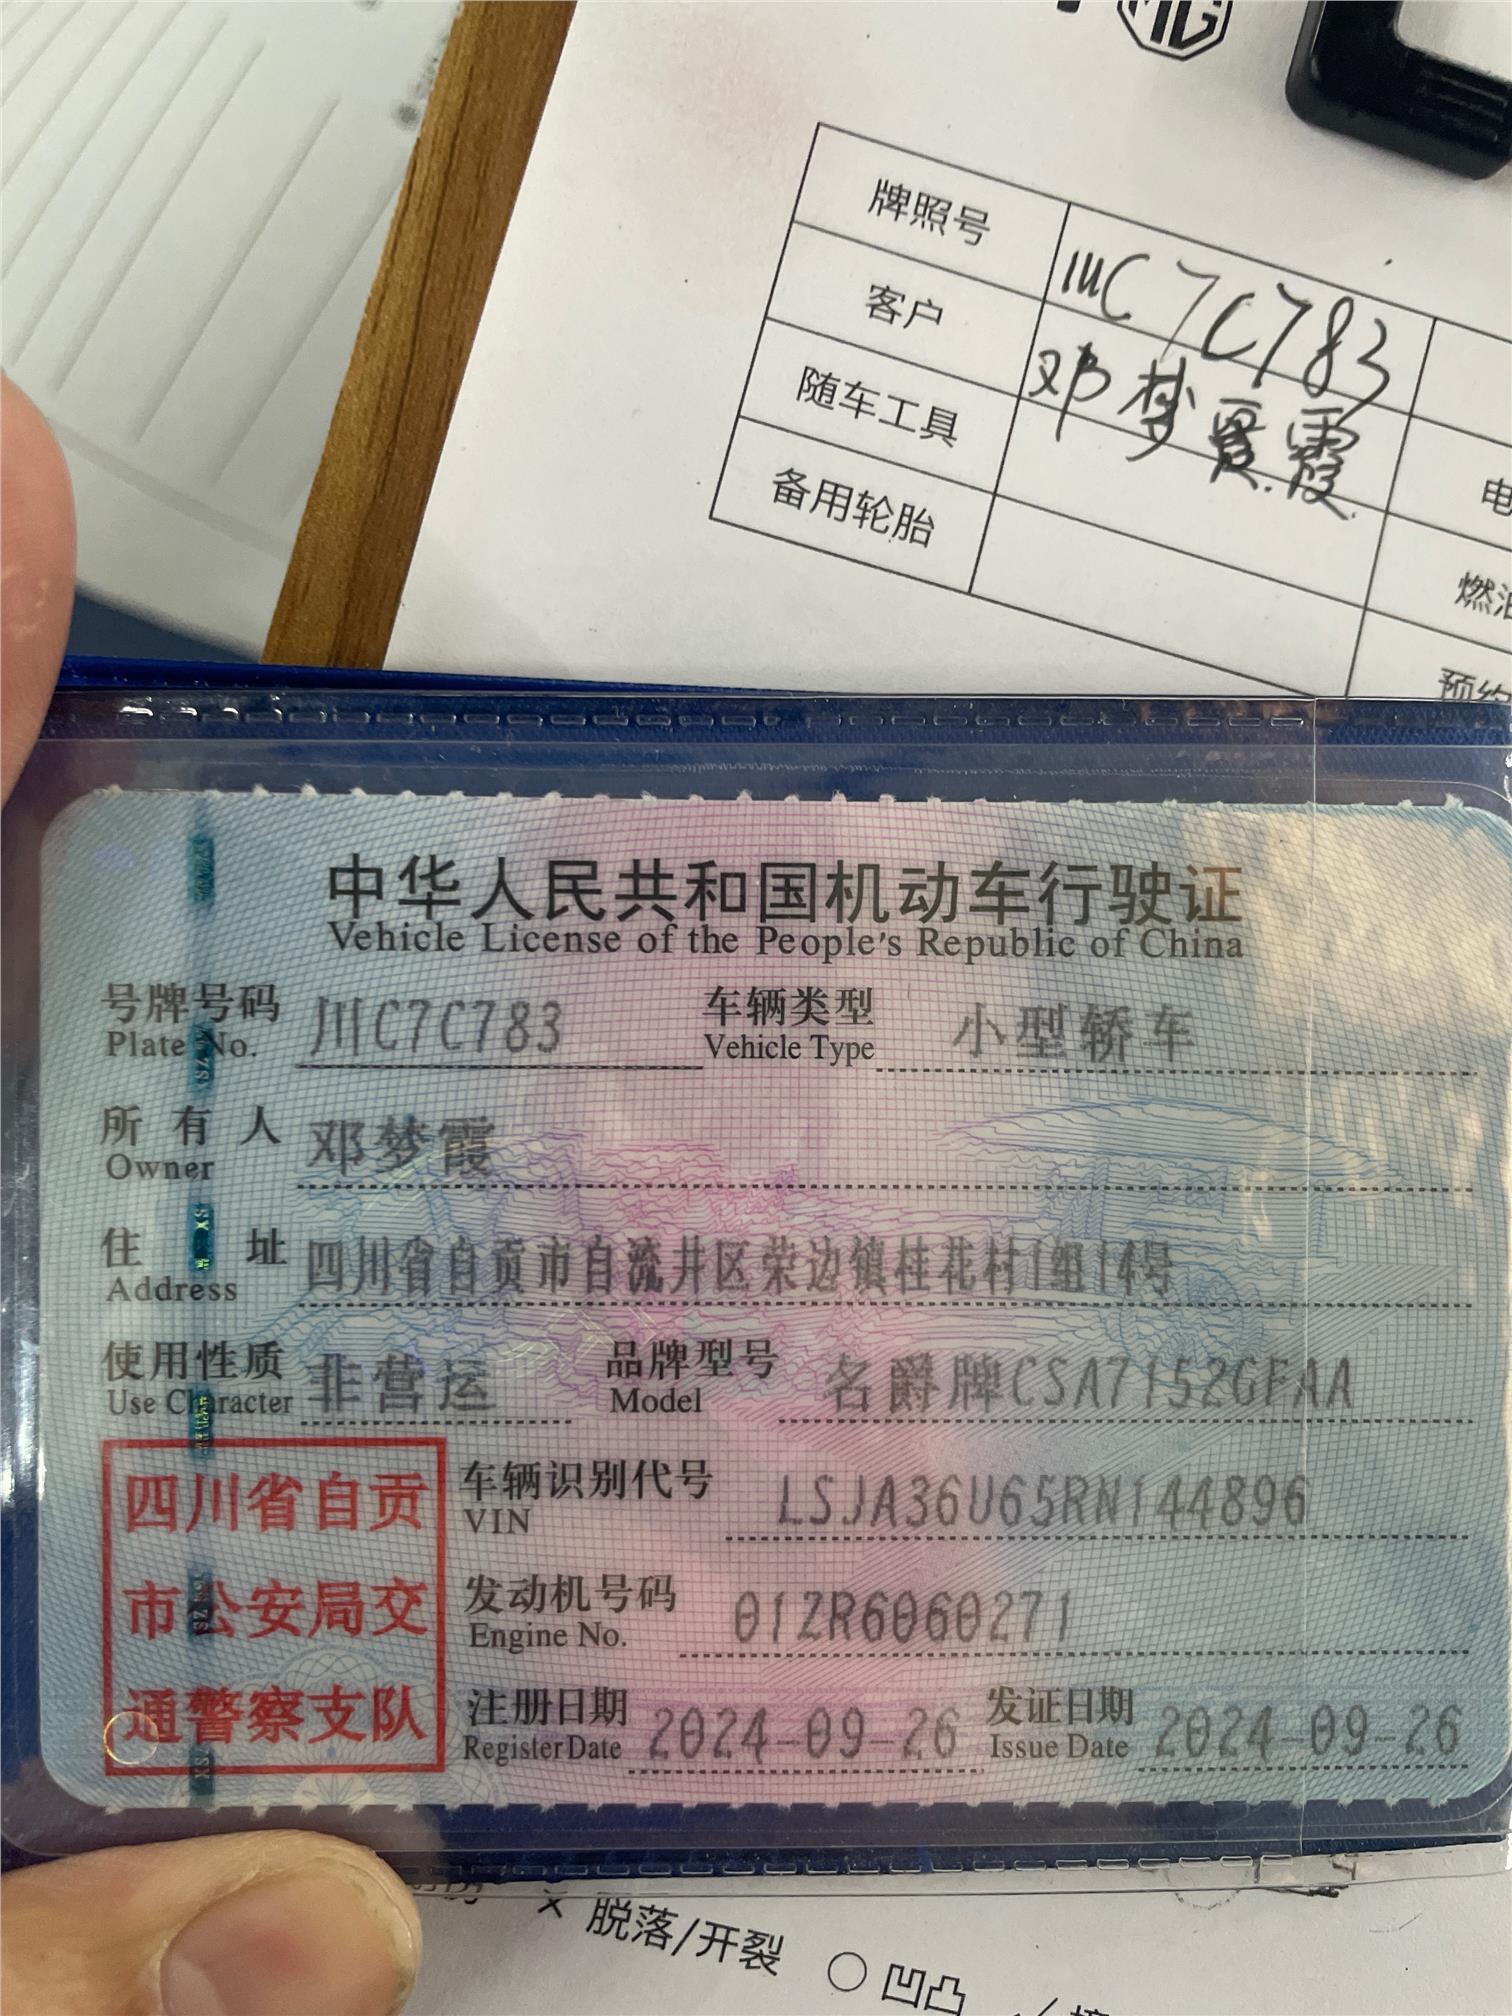 MG
牌照号 川C7C783
客户 邓梦霞
随车工具
备用轮胎
电
燃油
预约
中华人民共和国机动车行驶证
Vehicle License of the People's Republic of China
号牌号码 川C7C783 车辆类型 小型轿车
Plate No. Vehicle Type
所有人 邓梦霞
Owner
住址 四川省自贡市自流井区荣边镇桂花村1组14号
Address
使用性质 非营运 品牌型号 名爵牌CSA7152GFAA
Use Character Model
四川省自贡
市公安局交
通警察支队
车辆识别代号 LSJA36U65RN144896
VIN
发动机号码 01ZR6060271
Engine No.
注册日期 2024-09-26 发证日期 2024-09-26
Register Date Issue Date
× 脱落/开裂 ○ 凹凸